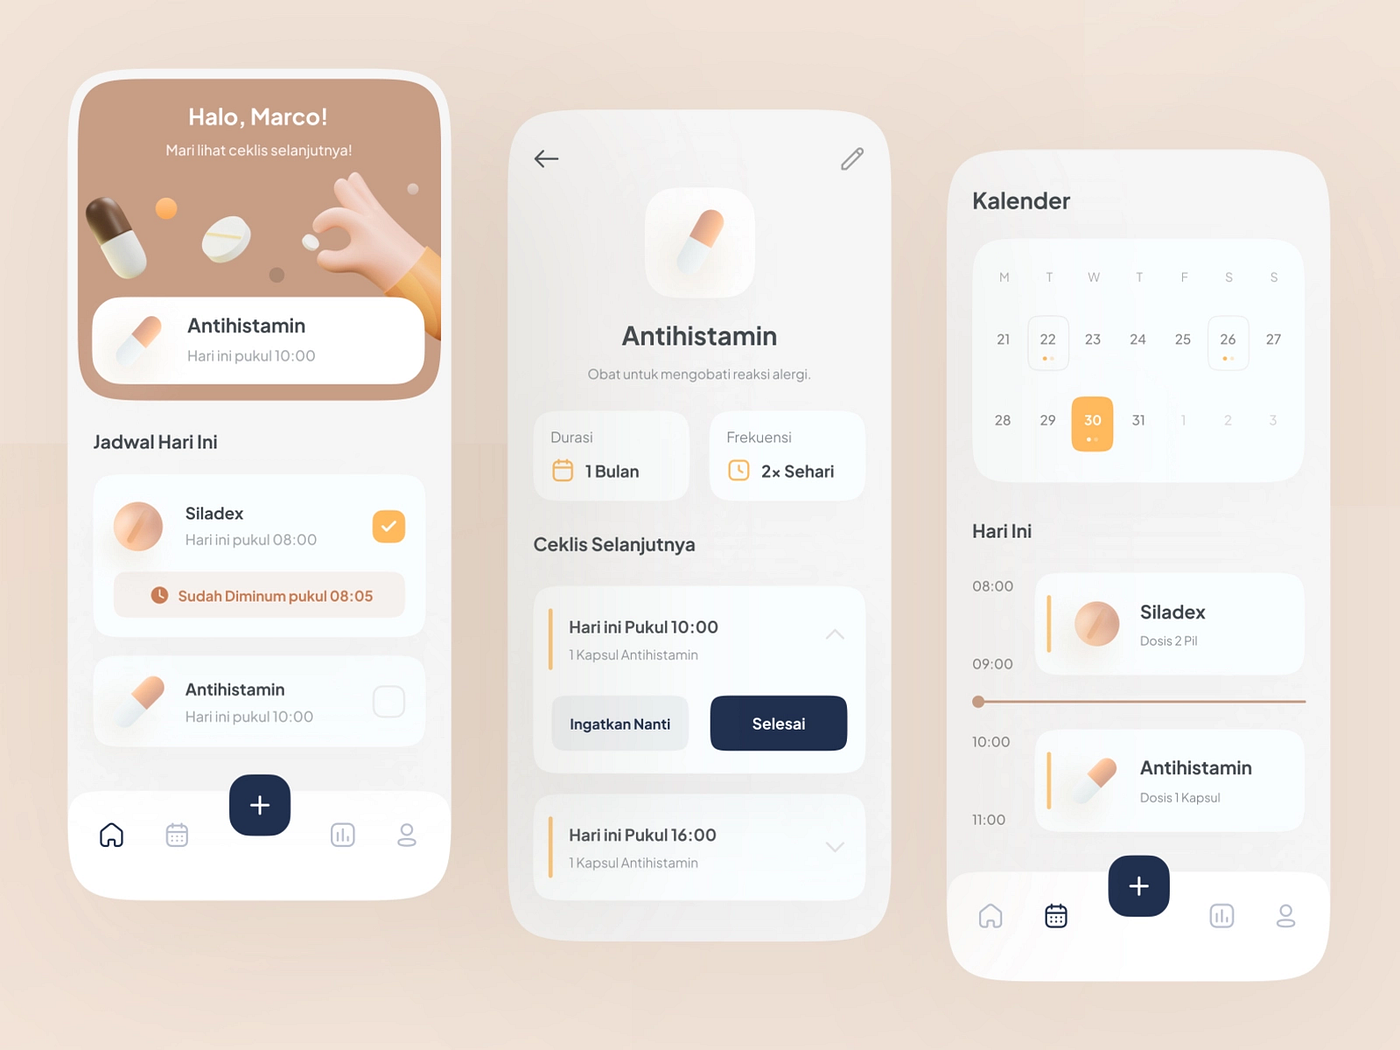 Halo, Marco!
Mari lihat ceklis selanjutnya!
Antihistamin
Hari ini pukul 10:00
Jadwal Hari Ini
Siladex
Hari ini pukul 08:00
Sudah Diminum pukul 08:05
Antihistamin
Hari ini pukul 10:00
Antihistamin
Obat untuk mengobati reaksi alergi.
Durasi
1 Bulan
Frekuensi
2x Sehari
Ceklis Selanjutnya
Hari ini Pukul 10:00
1 Kapsul Antihistamin
Ingatkan Nanti
Selesai
Hari ini Pukul 16:00
1 Kapsul Antihistamin
Kalender
M T W T F S S
21 22 23 24 25 26 27
28 29 30 31 1 2 3
Hari Ini
08:00
Siladex
Dosis 2 Pil
09:00
10:00
Antihistamin
Dosis 1 Kapsul
11:00